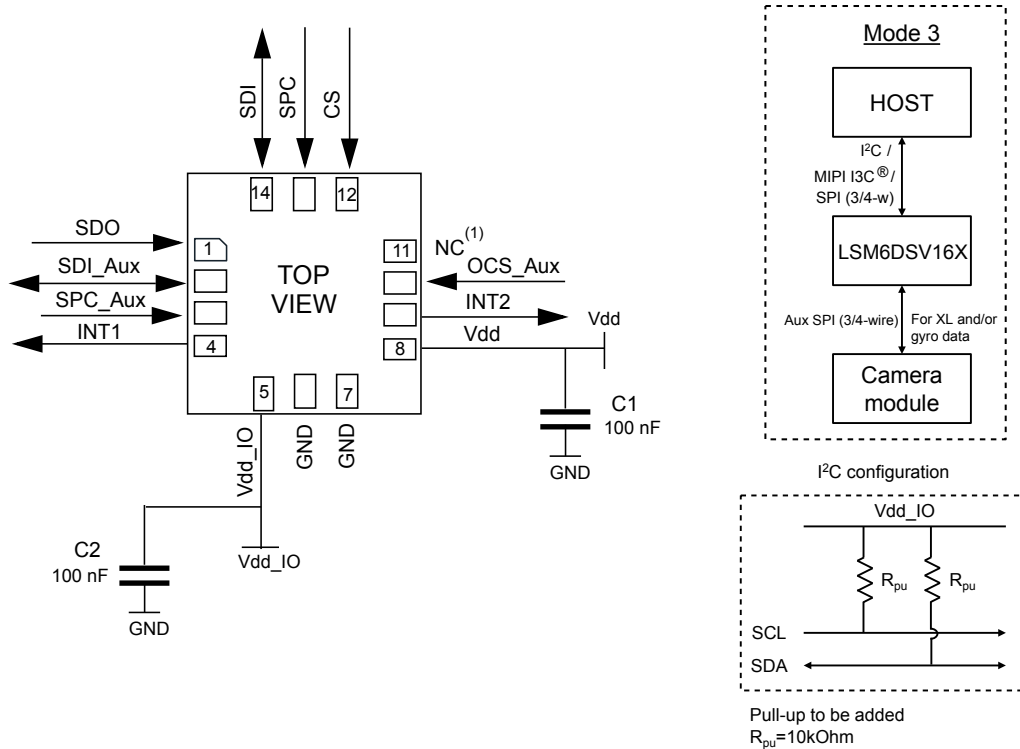 SDI
SPC
CS
14
12
SDO
SDI_Aux
SPC_Aux
INT1
1
4
TOP
VIEW
11
8
NC(1)
OCS_Aux
INT2
Vdd
Vdd
5
7
Vdd_IO
GND
GND
C1
100 nF
GND
C2
100 nF
GND
Vdd_IO
Mode 3
HOST
I²C /
MIPI I3C®/
SPI (3/4-w)
LSM6DSV16X
Aux SPI (3/4-wire)
For XL and/or
gyro data
Camera
module
I²C configuration
Vdd_IO
Rpu
Rpu
SCL
SDA
Pull-up to be added
Rpu=10kOhm